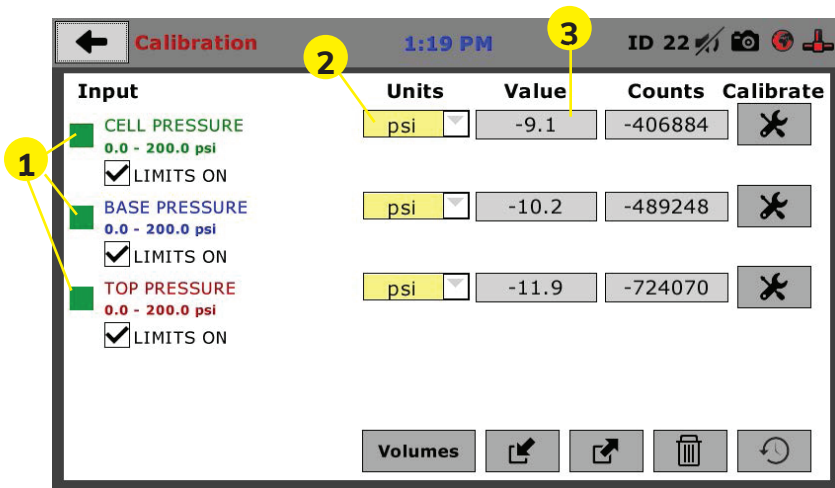 Calibration 1:19 PM ID 22
3
2
Input Units Value Counts Calibrate
CELL PRESSURE psi -9.1 -406884
0.0 - 200.0 psi
1
LIMITS ON
BASE PRESSURE psi -10.2 -489248
0.0 - 200.0 psi
LIMITS ON
TOP PRESSURE psi -11.9 -724070
0.0 - 200.0 psi
LIMITS ON
Volumes